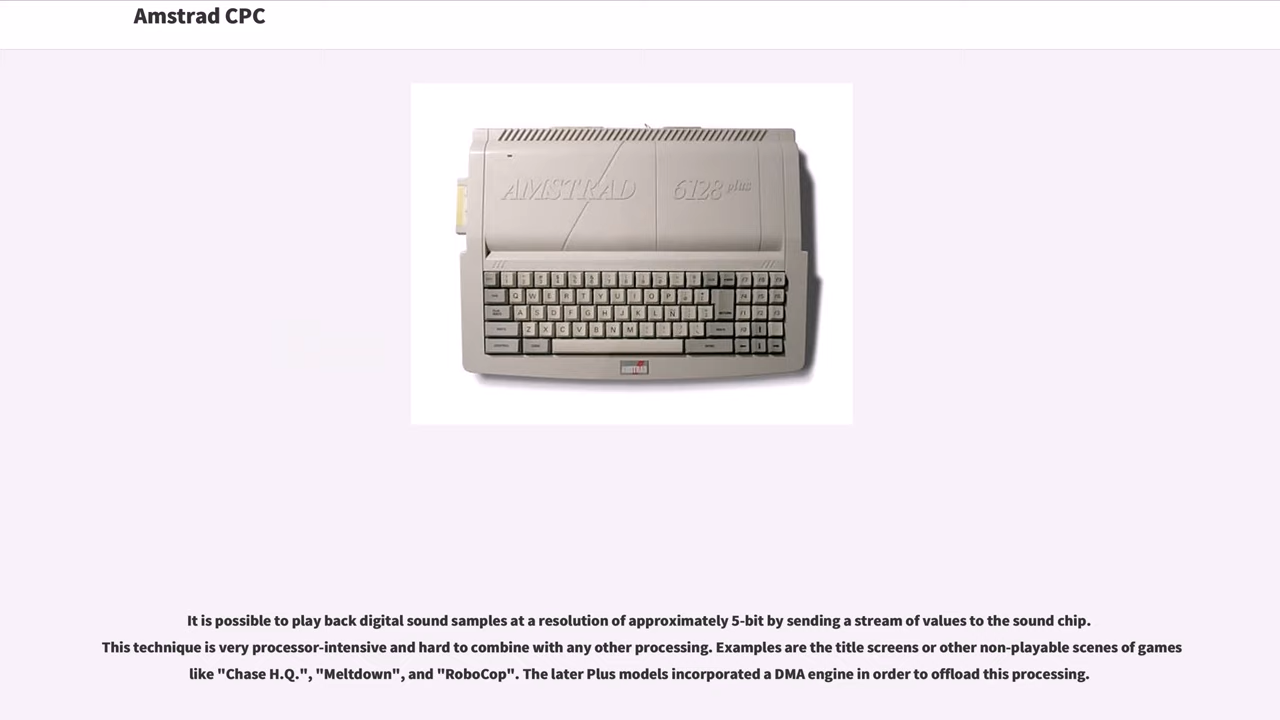 Amstrad CPC
AMSTRAD 6128 plus
Q W E R T Y U I O P
A S D F G H J K L Ñ
Z X C V B N M
It is possible to play back digital sound samples at a resolution of approximately 5-bit by sending a stream of values to the sound chip.
This technique is very processor-intensive and hard to combine with any other processing. Examples are the title screens or other non-playable scenes of games
like "Chase H.Q.", "Meltdown", and "RoboCop". The later Plus models incorporated a DMA engine in order to offload this processing.